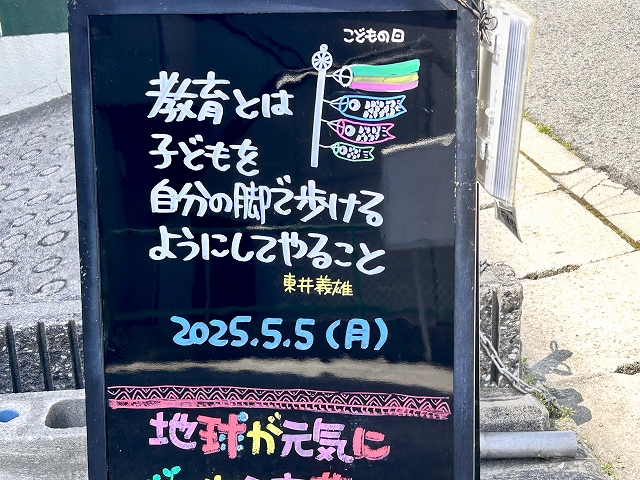 こどもの日
教育とは
子どもを
自分の脚で歩ける
ようにしてやること
東井義雄
2025.5.5（月）
地球が元気に